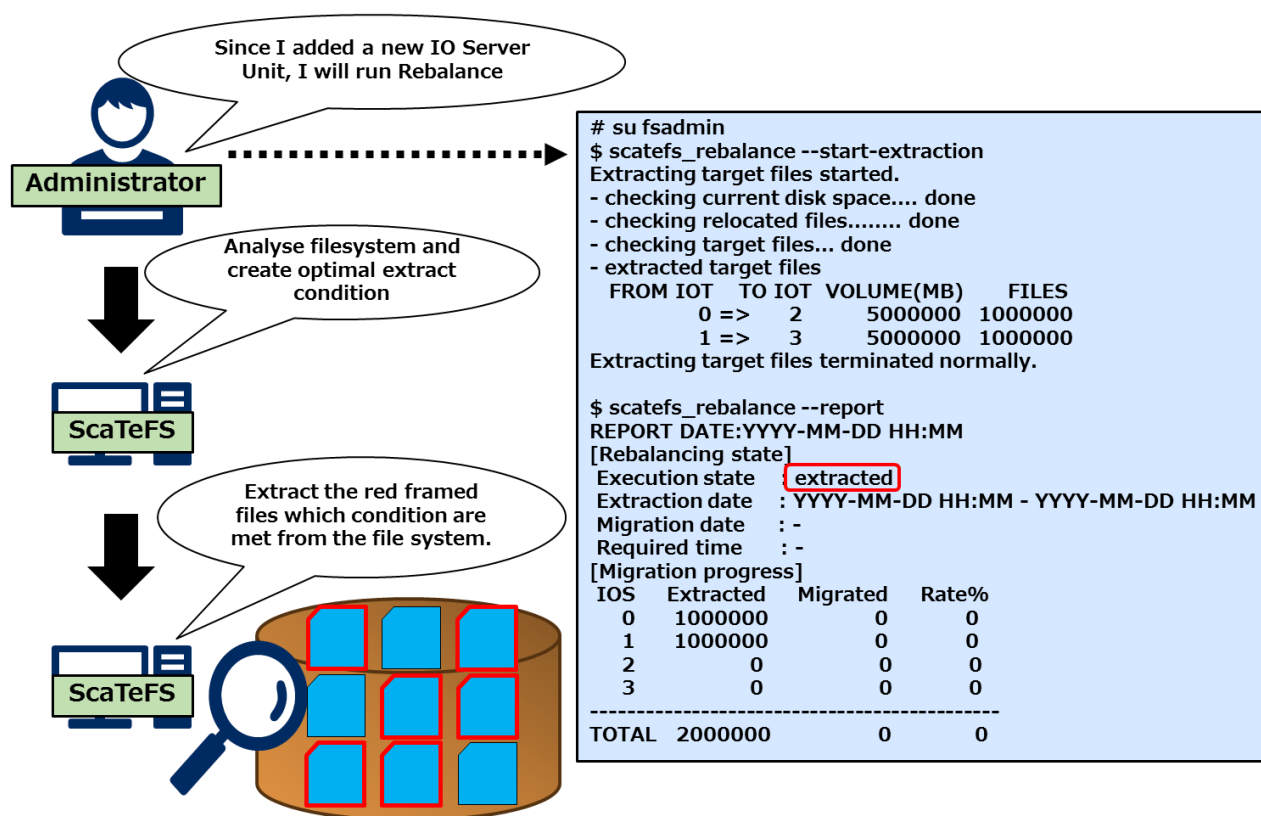 Since I added a new IO Server
Unit, I will run Rebalance
Administrator
Analyse filesystem and
create optimal extract
condition
ScaTeFS
Extract the red framed
files which condition are
met from the file system.
ScaTeFS
# su fsadmin
$ scatefs_rebalance --start-extraction
Extracting target files started.
- checking current disk space.... done
- checking relocated files........ done
- checking target files... done
- extracted target files
FROM IOT TO IOT VOLUME(MB) FILES
0 => 2 5000000 1000000
1 => 3 5000000 1000000
Extracting target files terminated normally.
$ scatefs_rebalance --report
REPORT DATE:YYYY-MM-DD HH:MM
[Rebalancing state]
Execution state : extracted
Extraction date : YYYY-MM-DD HH:MM - YYYY-MM-DD HH:MM
Migration date : -
Required time : -
[Migration progress]
IOS Extracted Migrated Rate%
0 1000000 0 0
1 1000000 0 0
2 0 0 0
3 0 0 0
--------------------------------------------
TOTAL 2000000 0 0